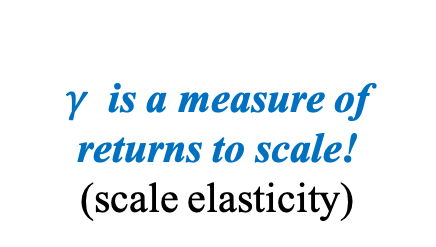 γ is a measure of
returns to scale!
(scale elasticity)